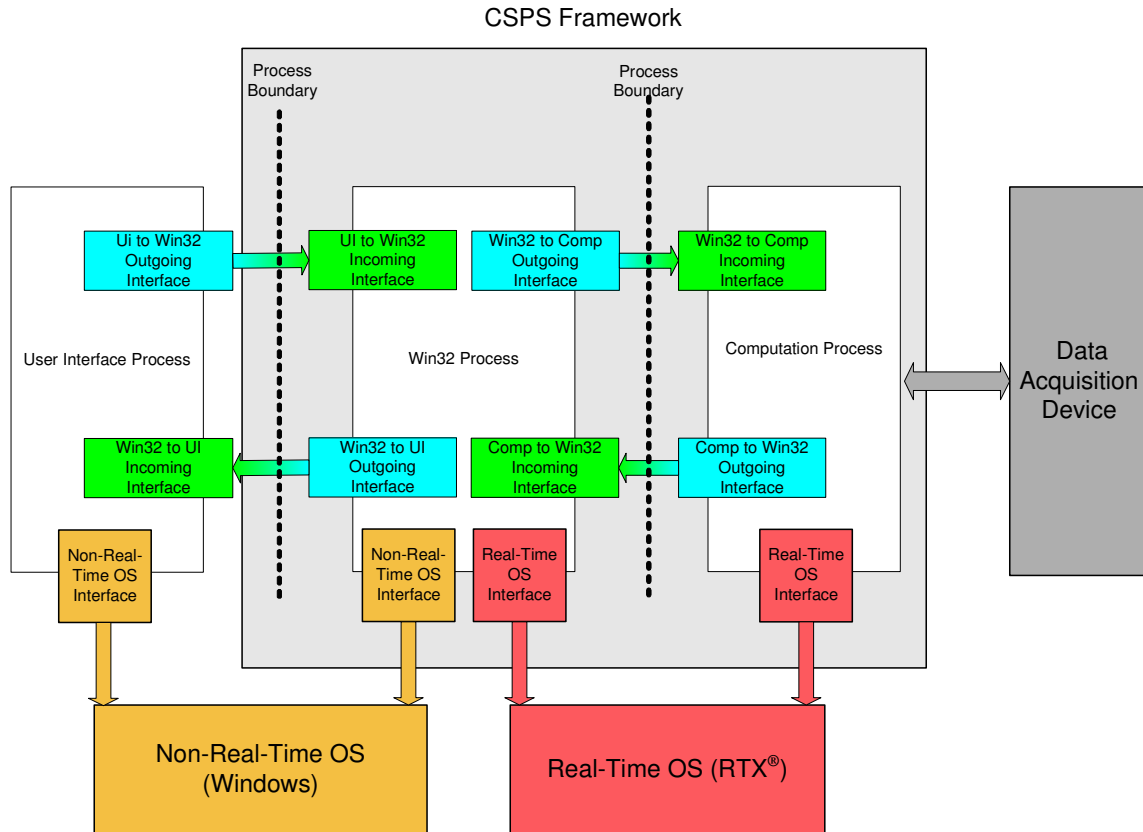 CSPS Framework
Process
Boundary
Process
Boundary
Ui to Win32
Outgoing
Interface
UI to Win32
Incoming
Interface
Win32 to Comp
Outgoing
Interface
Win32 to Comp
Incoming
Interface
User Interface Process
Win32 Process
Computation Process
Data
Acquisition
Device
Win32 to UI
Incoming
Interface
Win32 to UI
Outgoing
Interface
Comp to Win32
Incoming
Interface
Comp to Win32
Outgoing
Interface
Non-Real-
Time OS
Interface
Non-Real-
Time OS
Interface
Real-Time
OS
Interface
Real-Time
OS
Interface
Non-Real-Time OS
(Windows)
Real-Time OS (RTX®)